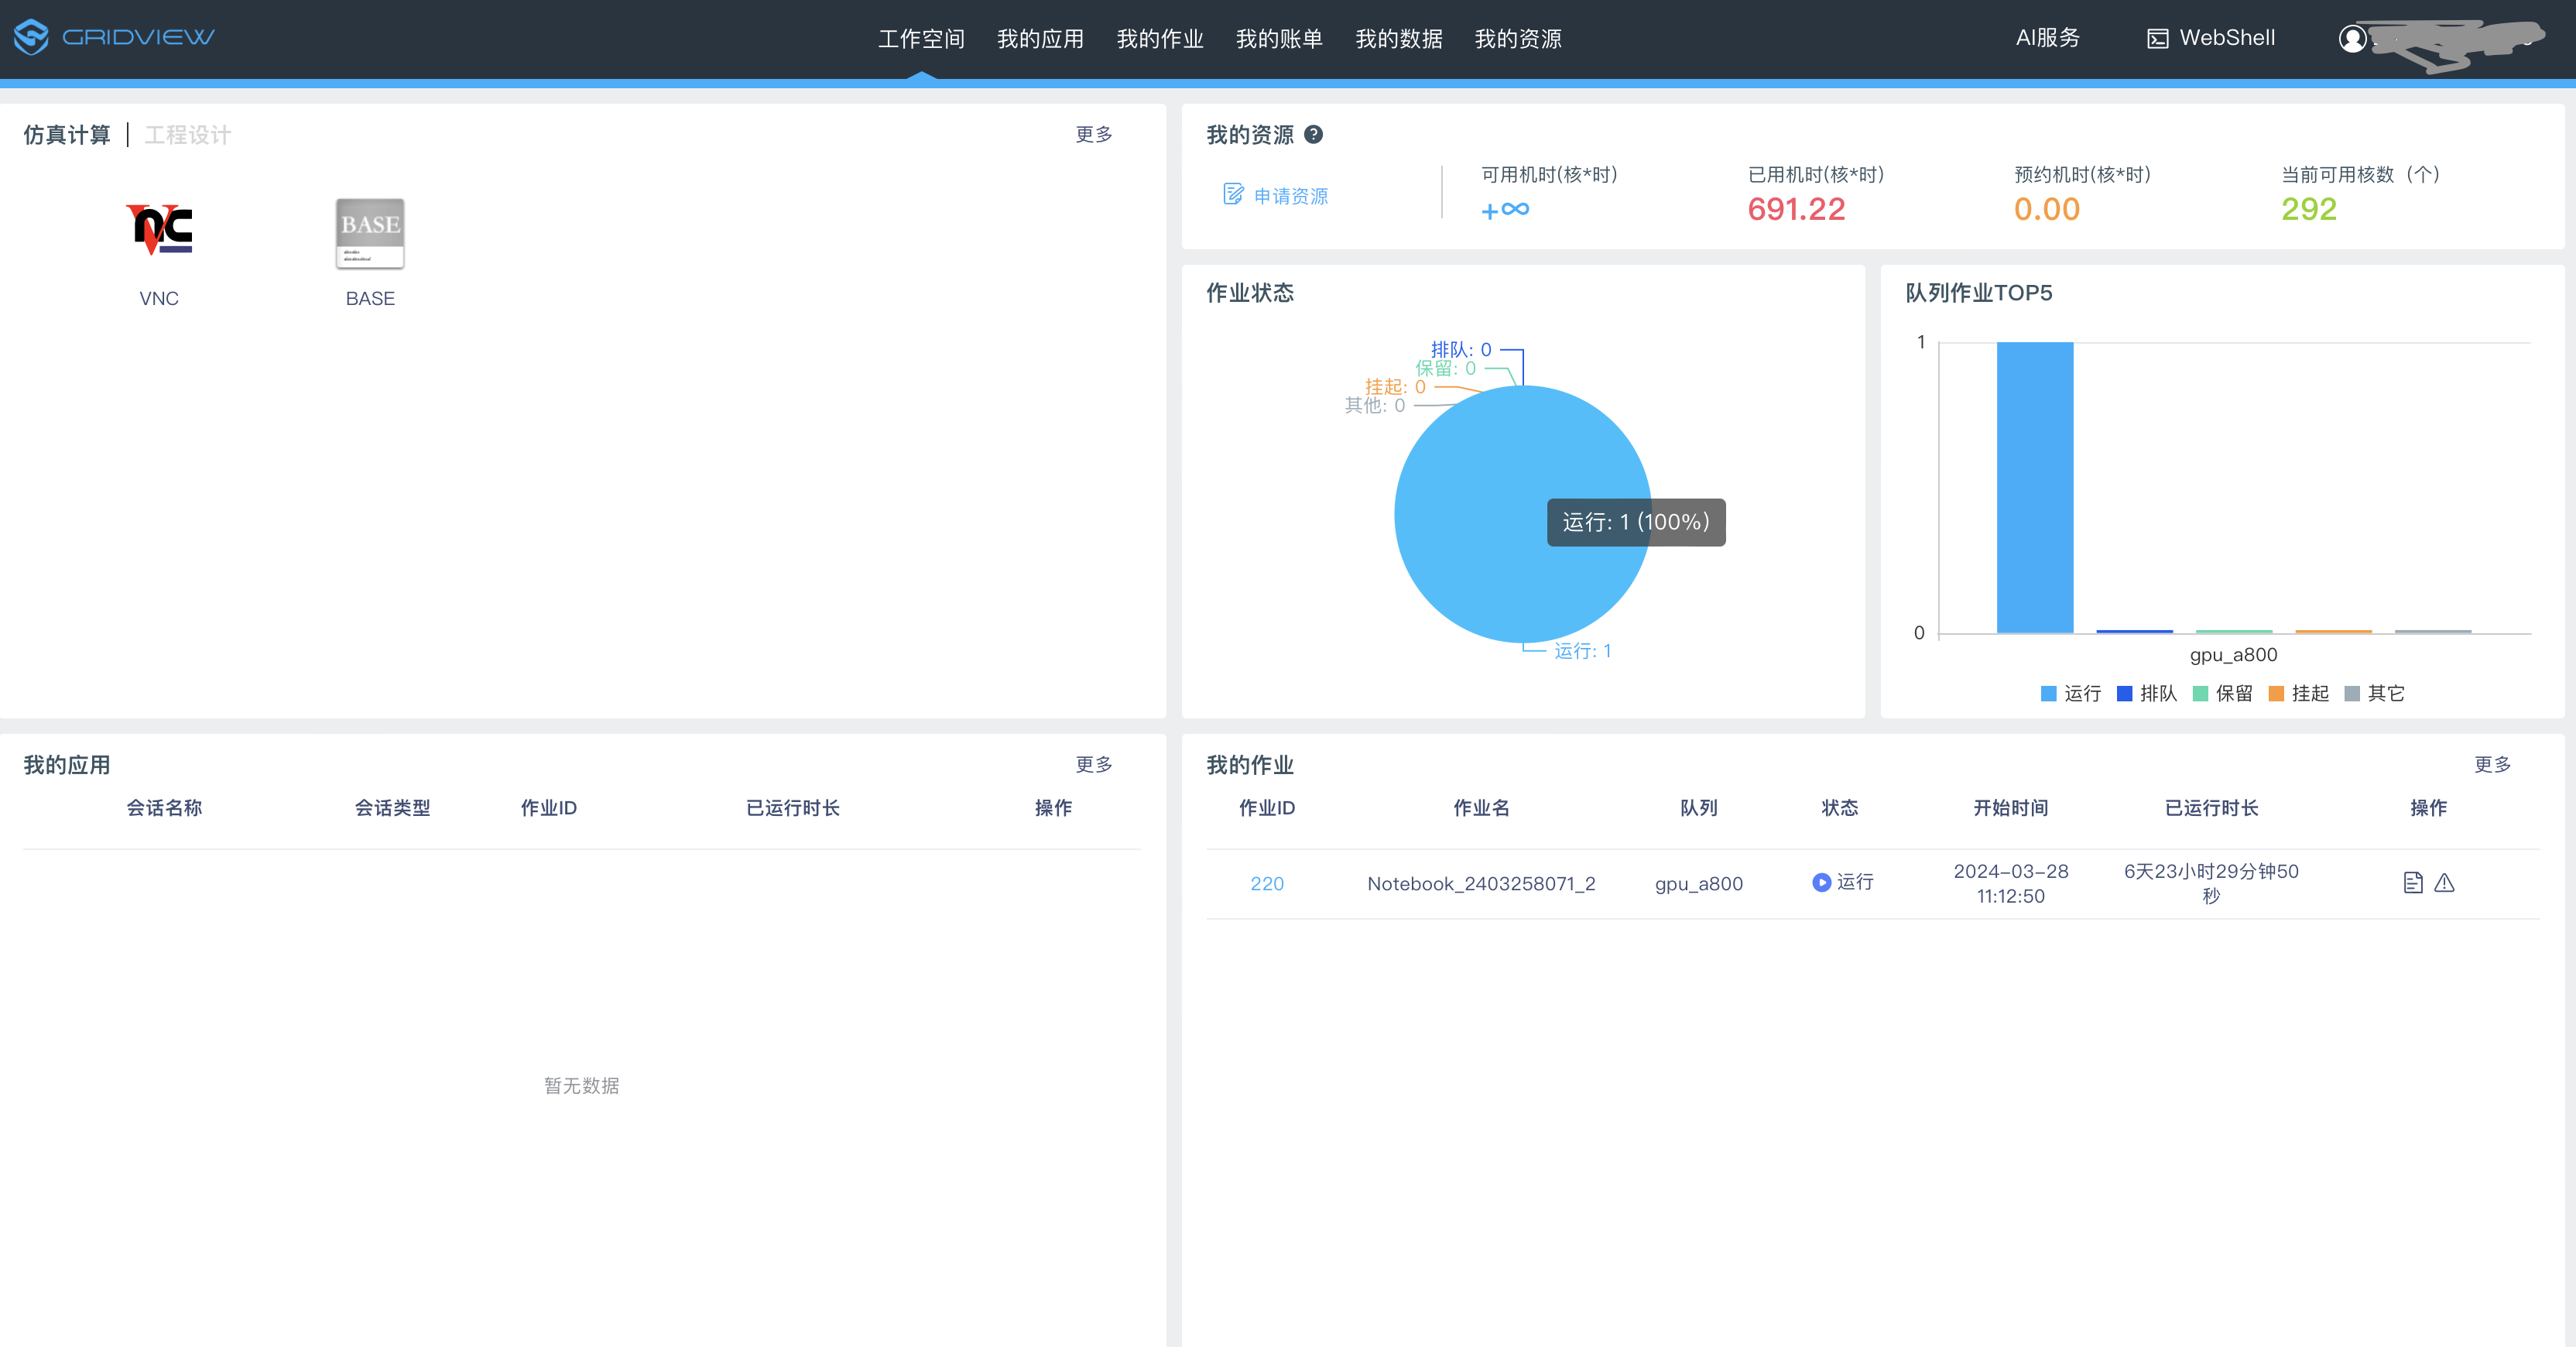 GRIDVIEW
工作空间 我的应用 我的作业 我的账单 我的数据 我的资源
AI服务 WebShell
仿真计算 工程设计 更多
VNC
VNC BASE
BASE
我的资源 ?
申请资源
可用机时(核*时) 已用机时(核*时) 预约机时(核*时) 当前可用核数（个）
+∞ 691.22 0.00 292
作业状态
排队: 0
保留: 0
挂起: 0
其他: 0
运行: 1 (100%)
运行: 1
队列作业TOP5
1
0
gpu_a800
运行 排队 保留 挂起 其它
我的应用 更多
会话名称 会话类型 作业ID 已运行时长 操作
暂无数据
我的作业 更多
作业ID 作业名 队列 状态 开始时间 已运行时长 操作
220 Notebook_2403258071_2 gpu_a800 运行 2024-03-28 6天23小时29分钟50
11:12:50 秒